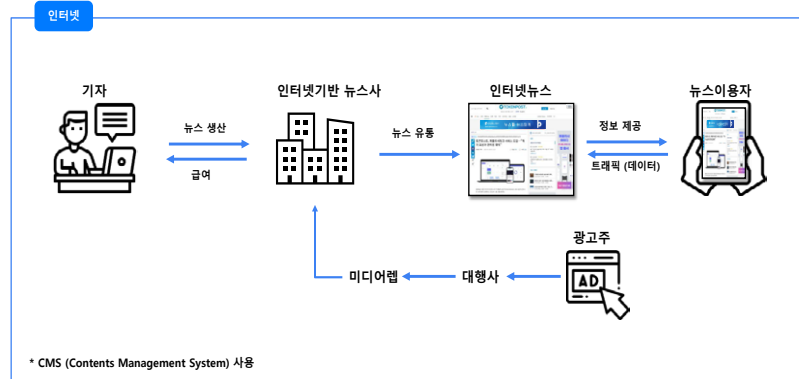 인터넷
기자
인터넷기반 뉴스사
인터넷뉴스
뉴스이용자
뉴스 생산
급여
뉴스 유통
정보 제공
트래픽 (데이터)
광고주
미디어렙
대행사
AD
* CMS (Contents Management System) 사용